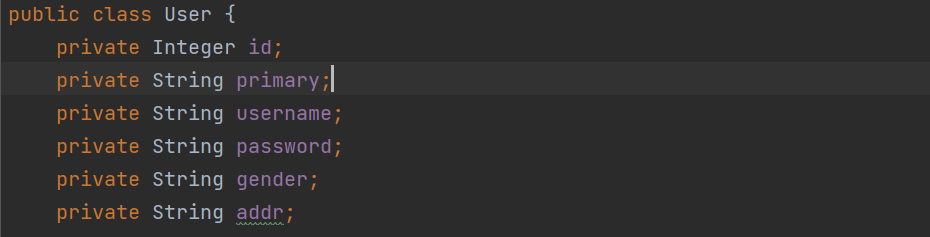 public class User {
private Integer id;
private String primary;
private String username;
private String password;
private String gender;
private String addr;